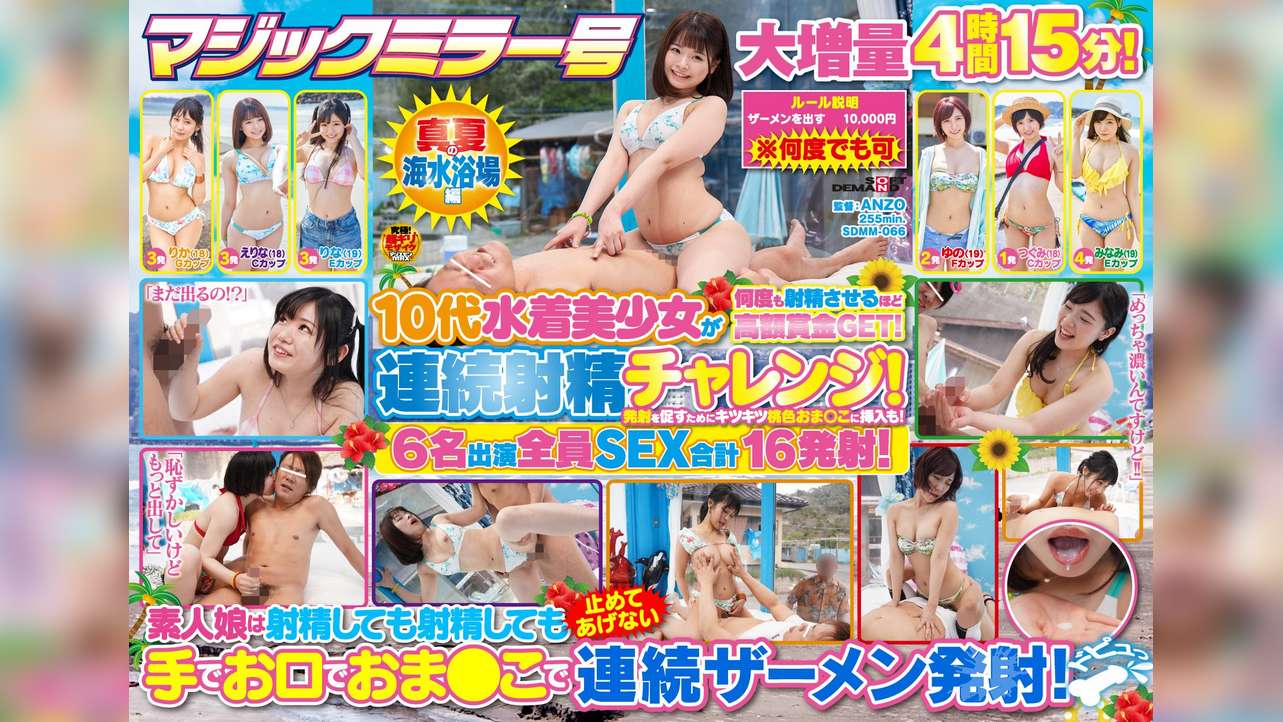 マジックミラー号
大増量4時間15分!
真夏の海水浴場編
ルール説明
ザーメンを出す 10,000円
※何度でも可
SOFT ON DEMAND
監督:ANZO
255min.
SDMM-066
3発 りか(18)
3発 えりな(18) Cカップ
3発 りな(19) Eカップ
2発 ゆの(19) Fカップ
1発 つぐみ(18) Cカップ
4発 みなみ(19) Eカップ
「まだ出るの!?」
10代水着美少女が
何度も射精させるほど
高額賞金GET!
連続射精チャレンジ!
発射を促すためにキツキツ桃色おま○こに挿入も!
6名出演全員SEX合計16発射!
「めっちゃ濃いんですけど!!」
「恥ずかしいけど
もっと出して」
素人娘は射精しても射精しても
止めて
あげない
手でお口でおま●こで連続ザーメン発射!